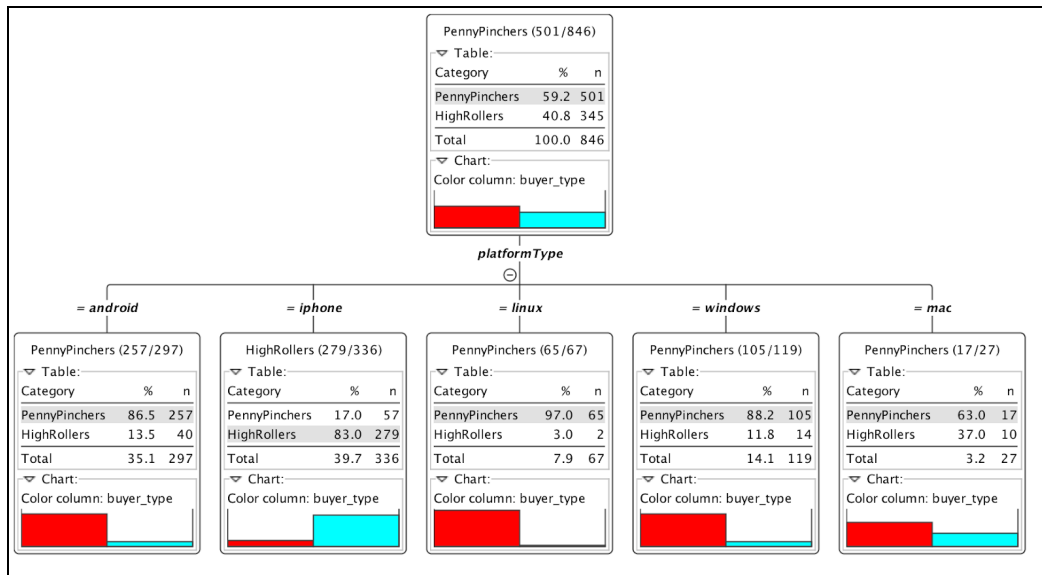 PennyPinchers (501/846)
Table:
Category % n
PennyPinchers 59.2 501
HighRollers 40.8 345
Total 100.0 846
Chart:
Color column: buyer_type
platformType
= android
= iphone
= linux
= windows
= mac
PennyPinchers (257/297)
Table:
Category % n
PennyPinchers 86.5 257
HighRollers 13.5 40
Total 35.1 297
Chart:
Color column: buyer_type
HighRollers (279/336)
Table:
Category % n
PennyPinchers 17.0 57
HighRollers 83.0 279
Total 39.7 336
Chart:
Color column: buyer_type
PennyPinchers (65/67)
Table:
Category % n
PennyPinchers 97.0 65
HighRollers 3.0 2
Total 7.9 67
Chart:
Color column: buyer_type
PennyPinchers (105/119)
Table:
Category % n
PennyPinchers 88.2 105
HighRollers 11.8 14
Total 14.1 119
Chart:
Color column: buyer_type
PennyPinchers (17/27)
Table:
Category % n
PennyPinchers 63.0 17
HighRollers 37.0 10
Total 3.2 27
Chart:
Color column: buyer_type